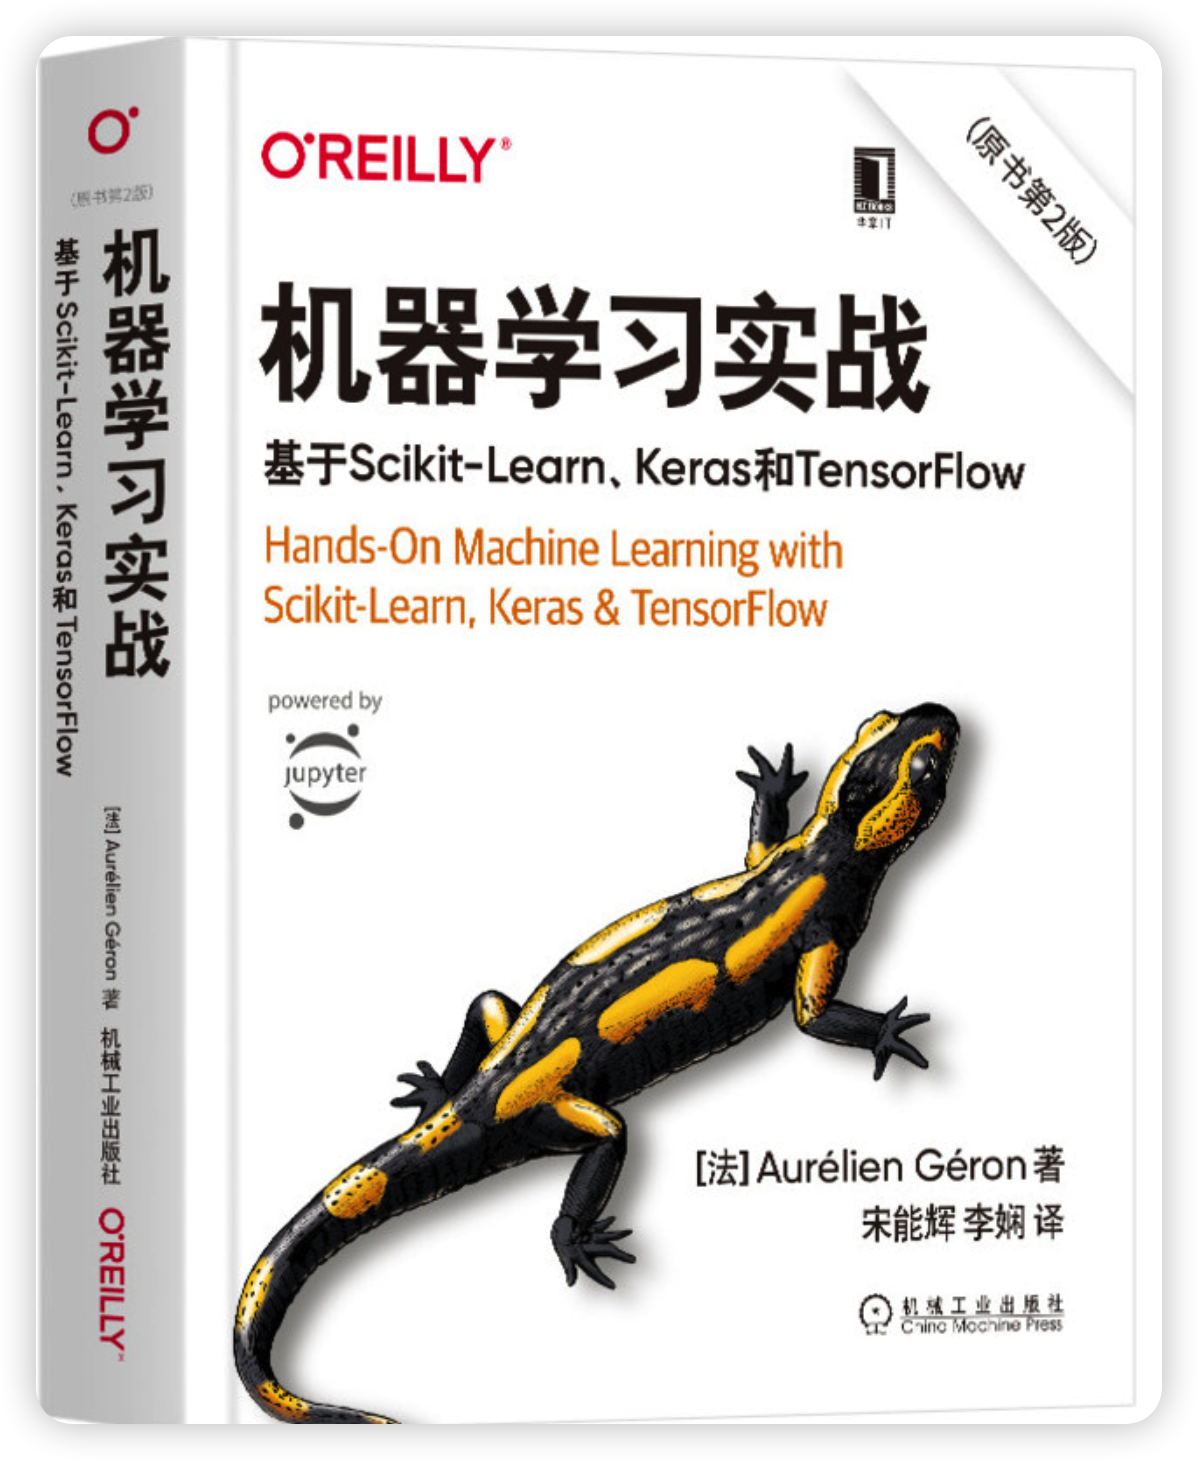 (原书第2版)
机器学习实战
基于Scikit-Learn、Keras和TensorFlow
[法] Aurélien Géron 著
机械工业出版社
O'REILLY
O'REILLY®
华章IT
(原书第2版)
机器学习实战
基于Scikit-Learn、Keras和TensorFlow
Hands-On Machine Learning with
Scikit-Learn, Keras & TensorFlow
powered by
jupyter
[法] Aurélien Géron 著
宋能辉 李娴 译
机械工业出版社
China Machine Press